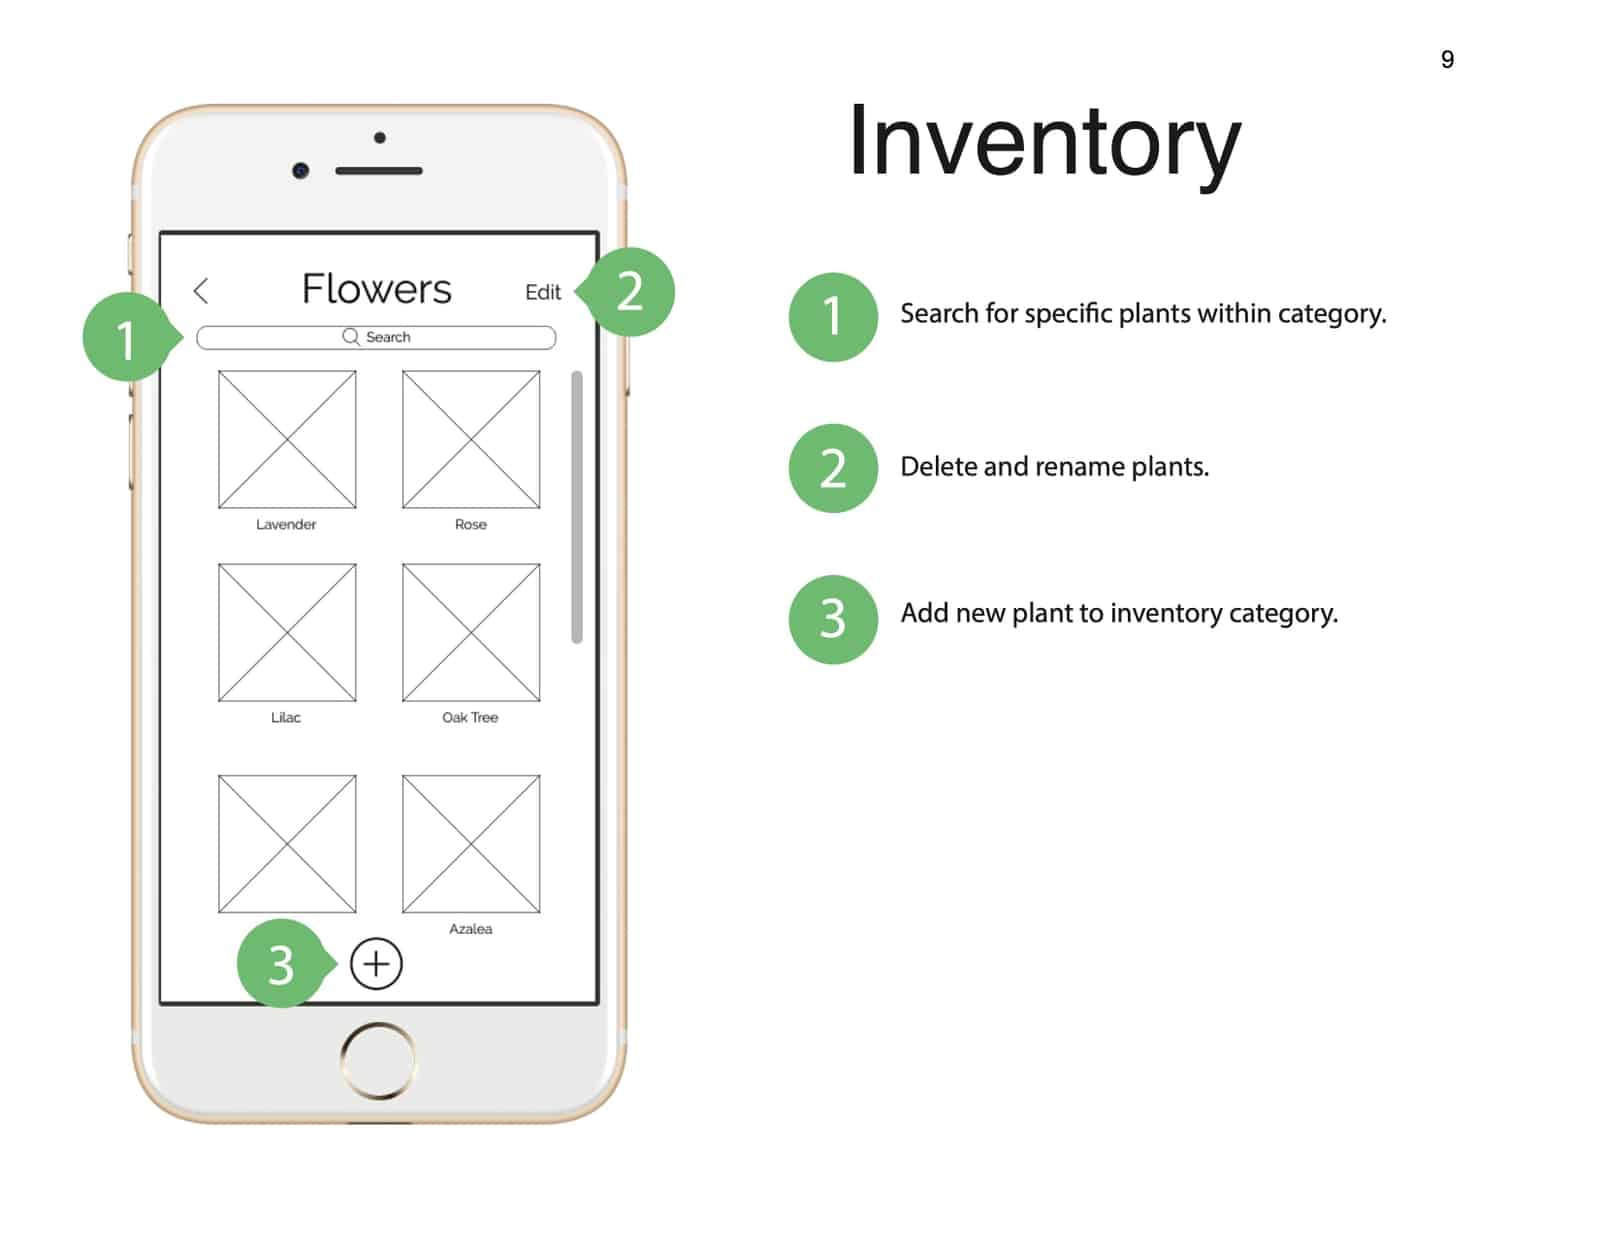 9
Inventory
Flowers
Edit
2
1
Search
Lavender
Rose
Lilac
Oak Tree
Azalea
3
1
Search for specific plants within category.
2
Delete and rename plants.
3
Add new plant to inventory category.